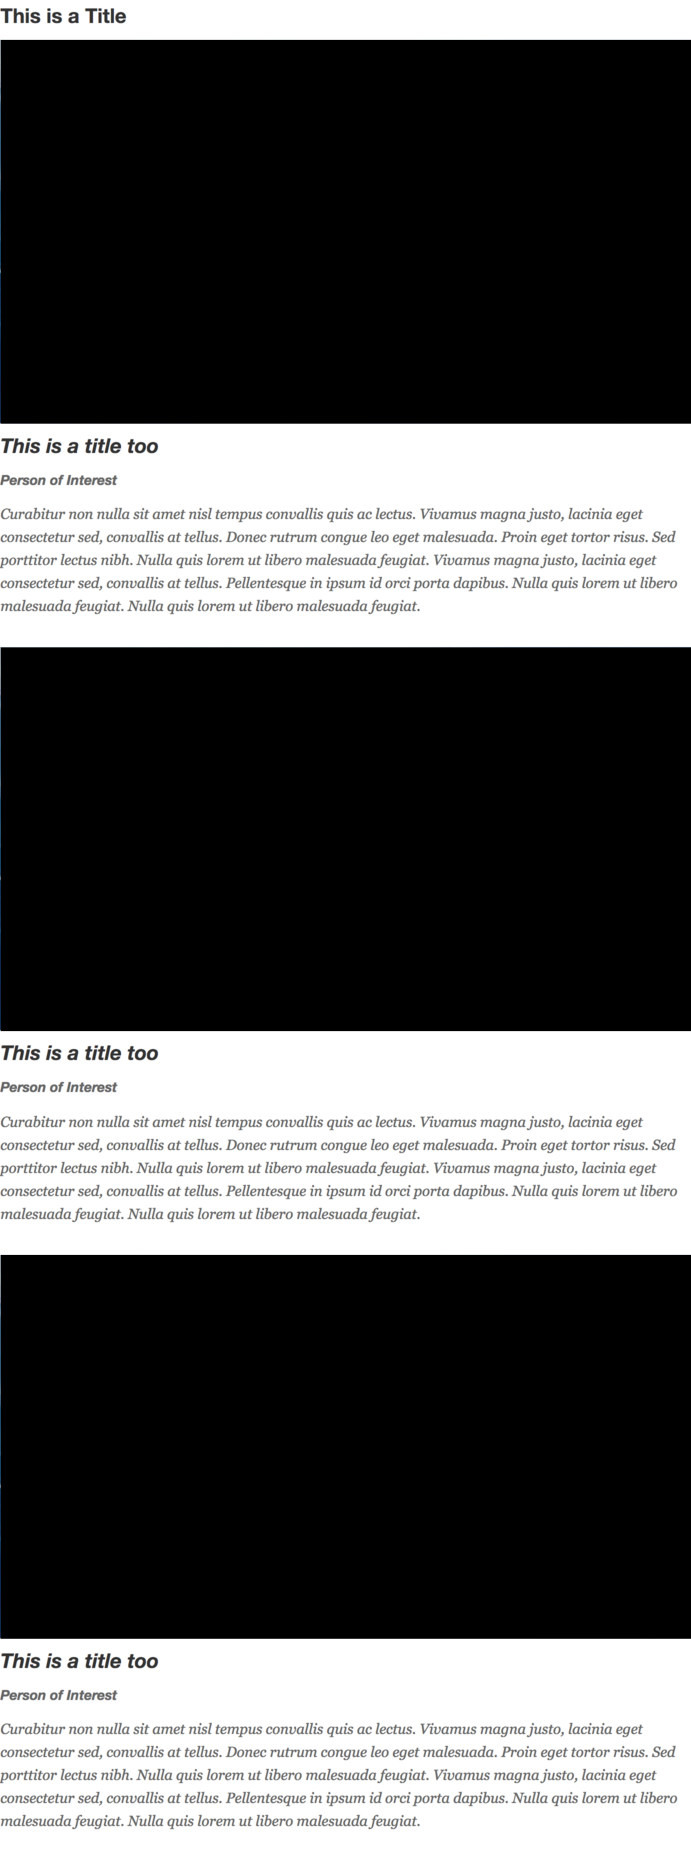 This is a Title
This is a title too
Person of Interest
Curabitur non nulla sit amet nisl tempus convallis quis ac lectus. Vivamus magna justo, lacinia eget
consectetur sed, convallis at tellus. Donec rutrum congue leo eget malesuada. Proin eget tortor risus. Sed
porttitor lectus nibh. Nulla quis lorem ut libero malesuada feugiat. Vivamus magna justo, lacinia eget
consectetur sed, convallis at tellus. Pellentesque in ipsum id orci porta dapibus. Nulla quis lorem ut libero
malesuada feugiat. Nulla quis lorem ut libero malesuada feugiat.
This is a title too
Person of Interest
Curabitur non nulla sit amet nisl tempus convallis quis ac lectus. Vivamus magna justo, lacinia eget
consectetur sed, convallis at tellus. Donec rutrum congue leo eget malesuada. Proin eget tortor risus. Sed
porttitor lectus nibh. Nulla quis lorem ut libero malesuada feugiat. Vivamus magna justo, lacinia eget
consectetur sed, convallis at tellus. Pellentesque in ipsum id orci porta dapibus. Nulla quis lorem ut libero
malesuada feugiat. Nulla quis lorem ut libero malesuada feugiat.
This is a title too
Person of Interest
Curabitur non nulla sit amet nisl tempus convallis quis ac lectus. Vivamus magna justo, lacinia eget
consectetur sed, convallis at tellus. Donec rutrum congue leo eget malesuada. Proin eget tortor risus. Sed
porttitor lectus nibh. Nulla quis lorem ut libero malesuada feugiat. Vivamus magna justo, lacinia eget
consectetur sed, convallis at tellus. Pellentesque in ipsum id orci porta dapibus. Nulla quis lorem ut libero
malesuada feugiat. Nulla quis lorem ut libero malesuada feugiat.